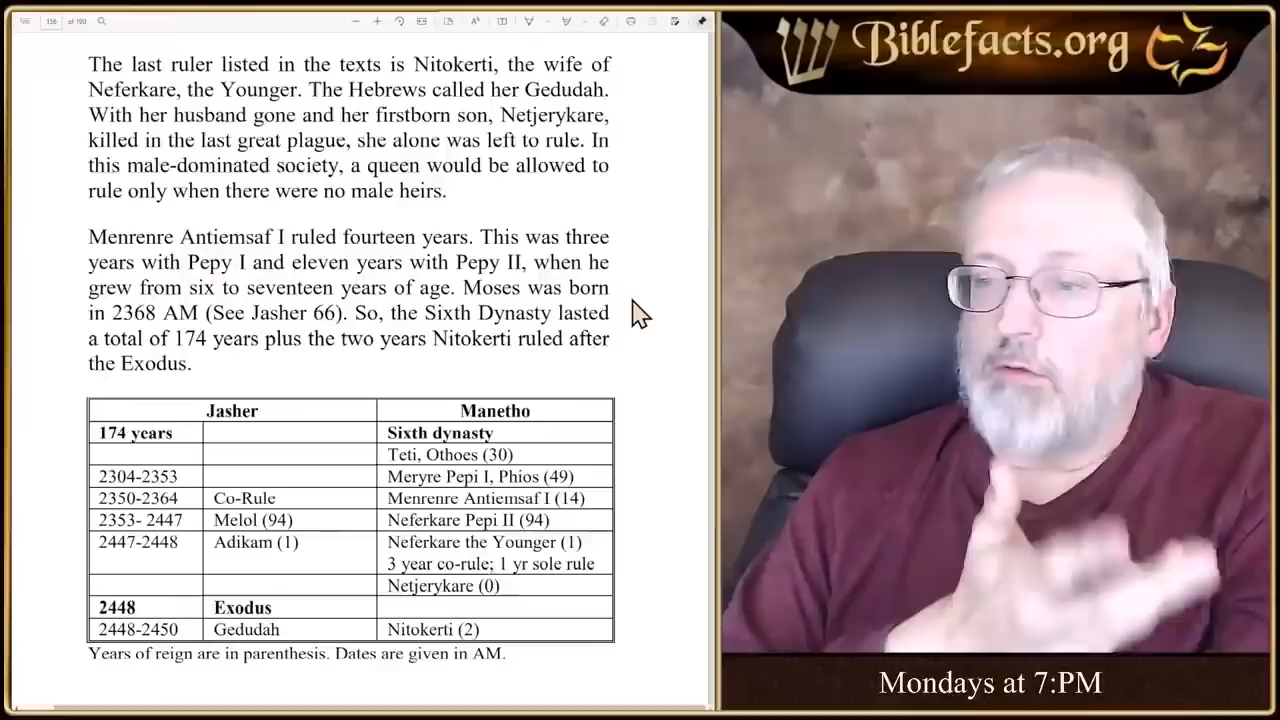 156 of 190
The last ruler listed in the texts is Nitokerti, the wife of
Neferkare, the Younger. The Hebrews called her Gedudah.
With her husband gone and her firstborn son, Netjerykare,
killed in the last great plague, she alone was left to rule. In
this male-dominated society, a queen would be allowed to
rule only when there were no male heirs.
Menrenre Antiemsaf I ruled fourteen years. This was three
years with Pepy I and eleven years with Pepy II, when he
grew from six to seventeen years of age. Moses was born
in 2368 AM (See Jasher 66). So, the Sixth Dynasty lasted
a total of 174 years plus the two years Nitokerti ruled after
the Exodus.
Jasher Manetho
174 years Sixth dynasty
Teti, Othoes (30)
2304-2353 Meryre Pepi I, Phios (49)
2350-2364 Co-Rule Menrenre Antiemsaf I (14)
2353- 2447 Melol (94) Neferkare Pepi II (94)
2447-2448 Adikam (1) Neferkare the Younger (1)
3 year co-rule; 1 yr sole rule
Netjerykare (0)
2448 Exodus
2448-2450 Gedudah Nitokerti (2)
Years of reign are in parenthesis. Dates are given in AM.
Biblefacts.org
Mondays at 7:PM